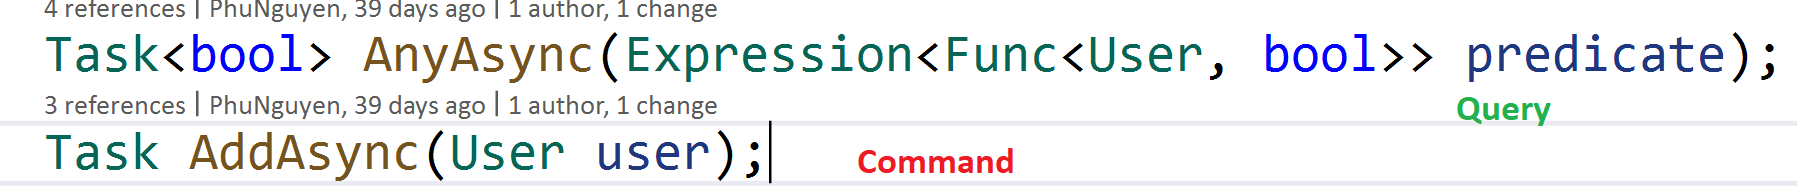 4 references | PhuNguyen, 39 days ago | 1 author, 1 change
Task<bool> AnyAsync(Expression<Func<User, bool>> predicate);
3 references | PhuNguyen, 39 days ago | 1 author, 1 change
Query
Task AddAsync(User user);
Command